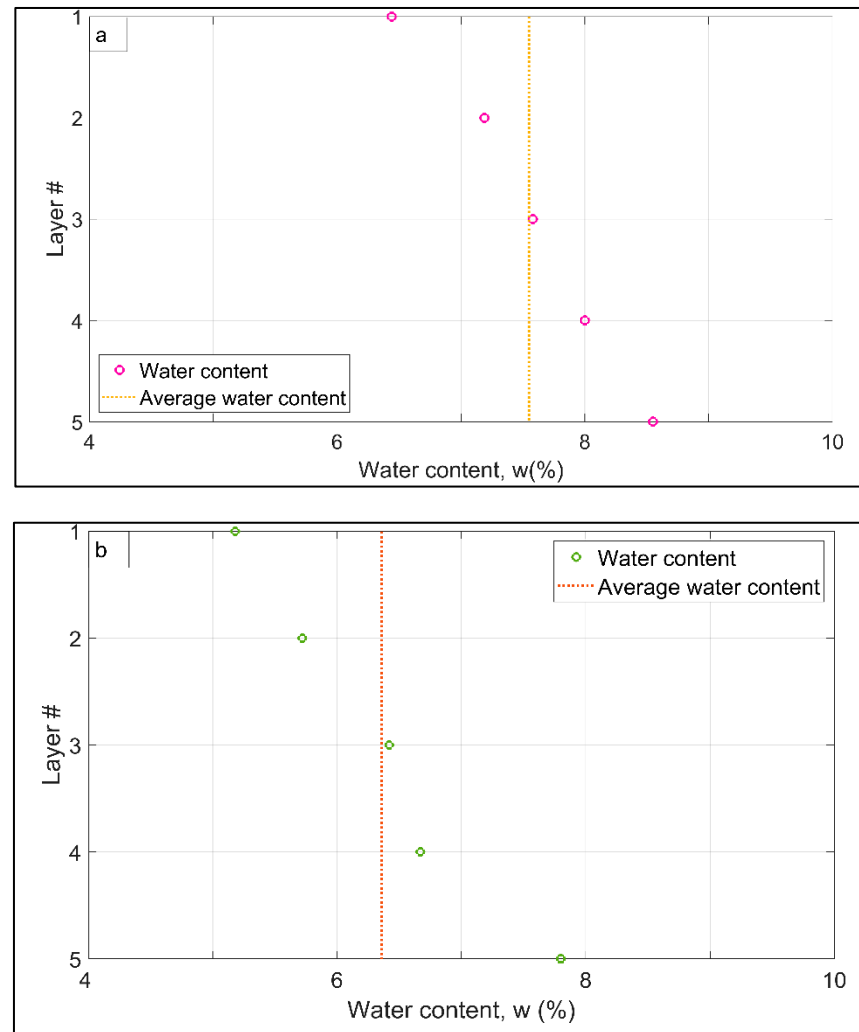 a
1
2
3
4
5
Layer #
Water content
Average water content
4
6
8
10
Water content, w(%)
b
1
2
3
4
5
Layer #
Water content
Average water content
4
6
8
10
Water content, w (%)